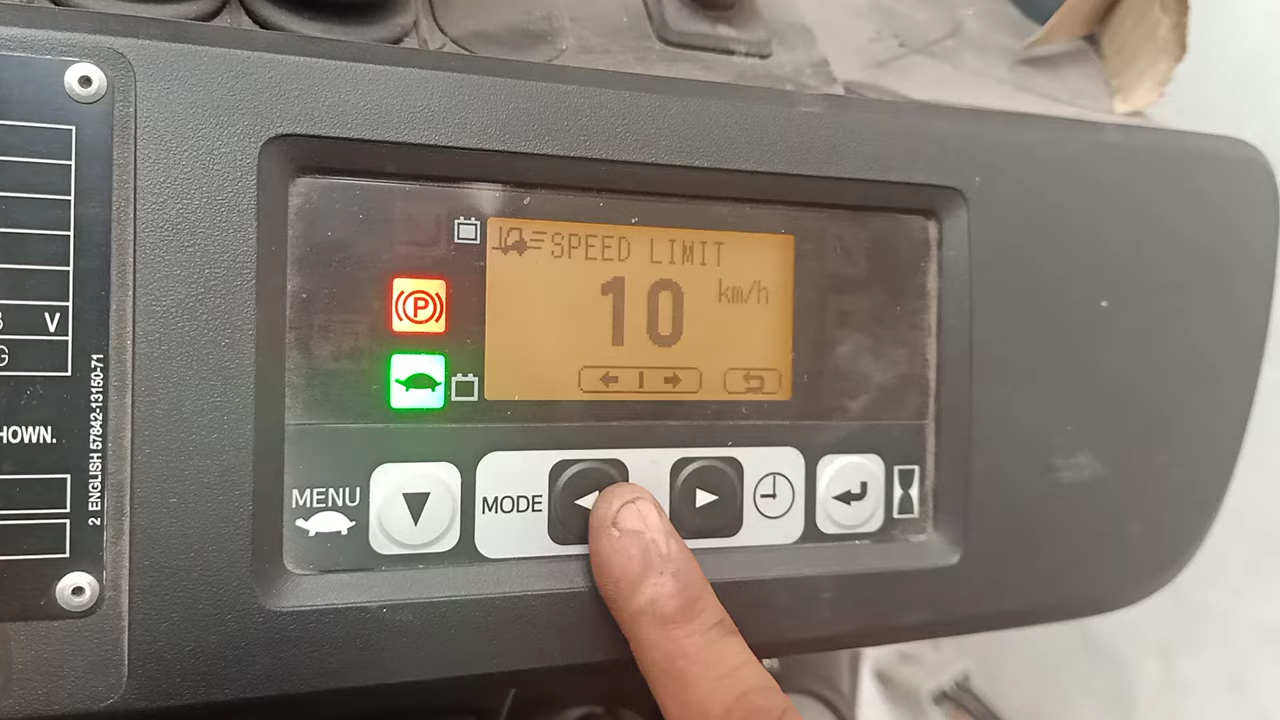 SPEED LIMIT
10 km/h
P
MENU
MODE
V
G
HOWN.
2 ENGLISH 57842-13150-71